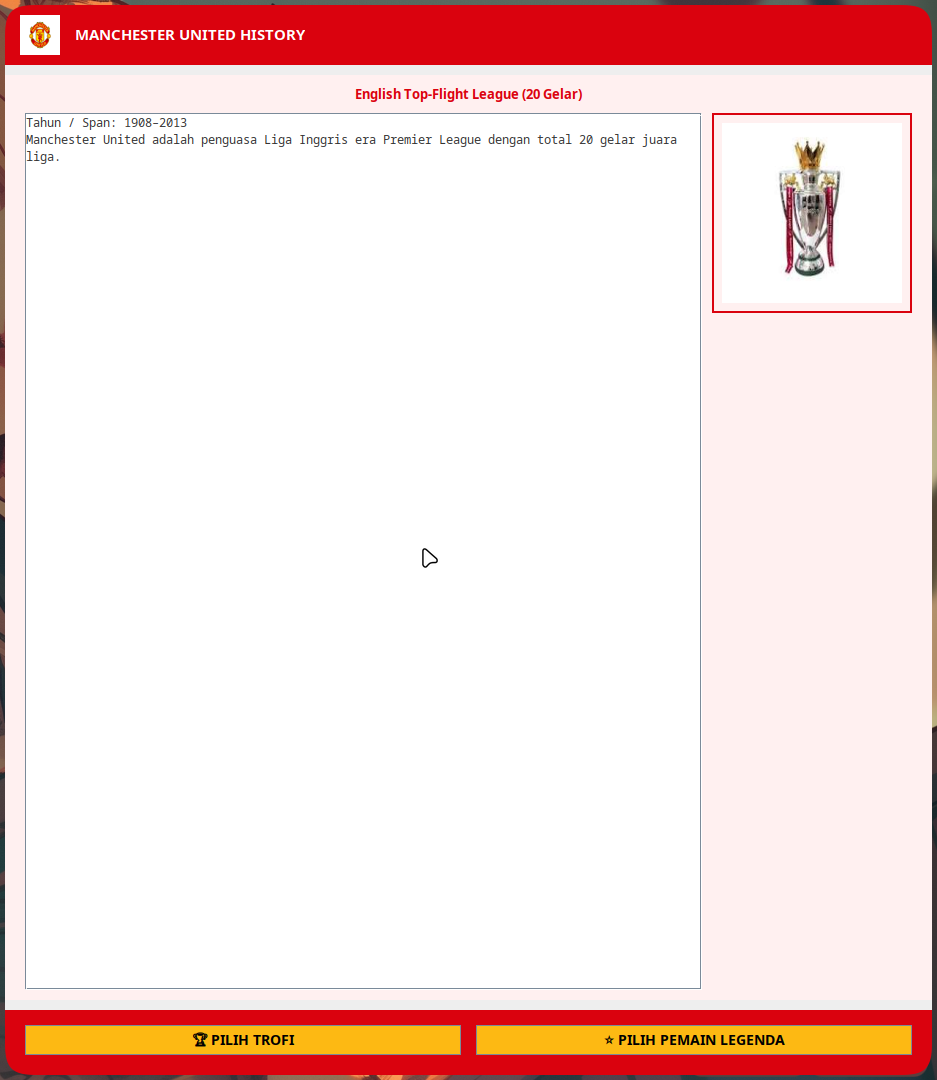 MANCHESTER UNITED HISTORY
English Top-Flight League (20 Gelar)
Tahun / Span: 1908–2013
Manchester United adalah penguasa Liga Inggris era Premier League dengan total 20 gelar juara
liga.
🏆 PILIH TROFI
⭐ PILIH PEMAIN LEGENDA